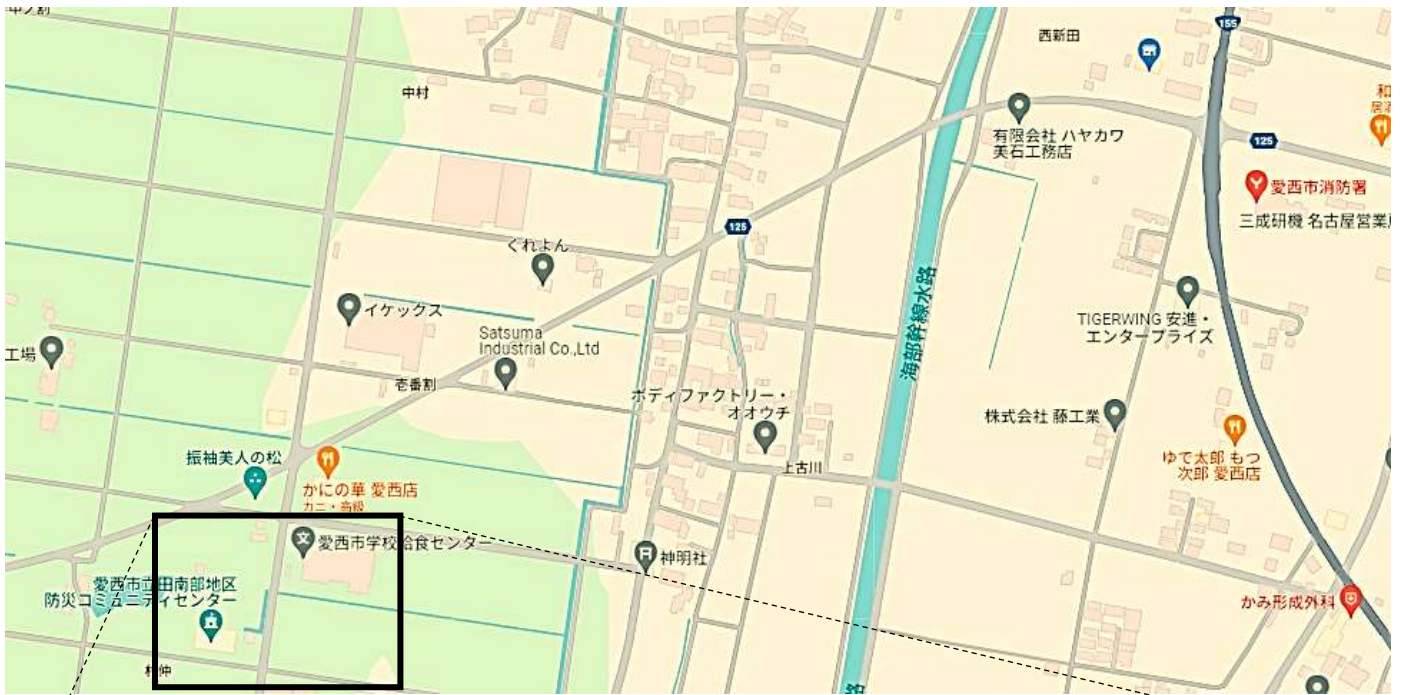 155
西新田
中村
和
有限会社 ハヤカワ
美石工務店
125
愛西市消防署
三成研機 名古屋営業
125
くれよん
海部幹線水路
イケックス
TIGERWING 安進・
エンタープライズ
Satsuma
Industrial Co.,Ltd
工場
壱番割
ボディファクトリー・
オオウチ
株式会社 藤工業
振袖美人の松
かにの華 愛西店
カニ・高級
上古川
ゆで太郎 もつ
次郎 愛西店
愛西市学校給食センター
神明社
愛西市立田南部地区
防災コミュニティセンター
かみ形成外科
村仲
路